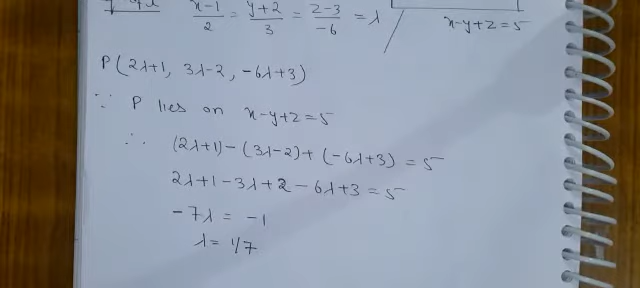 (x-1)/2 = (y+2)/3 = (z-3)/-6 = λ
x-y+z=5
P(2λ+1, 3λ-2, -6λ+3)
∵ P lies on x-y+z=5
∴ (2λ+1)-(3λ-2)+(-6λ+3) = 5
2λ+1-3λ+2-6λ+3=5
-7λ = -1
λ = 1/7